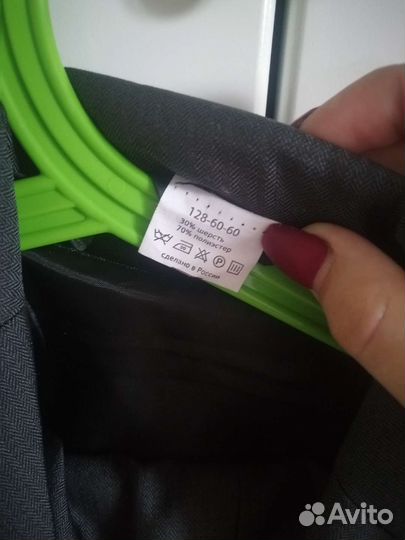 128-60-60
30% шерсть
70% полиэстер
P
сделано в России
Avito